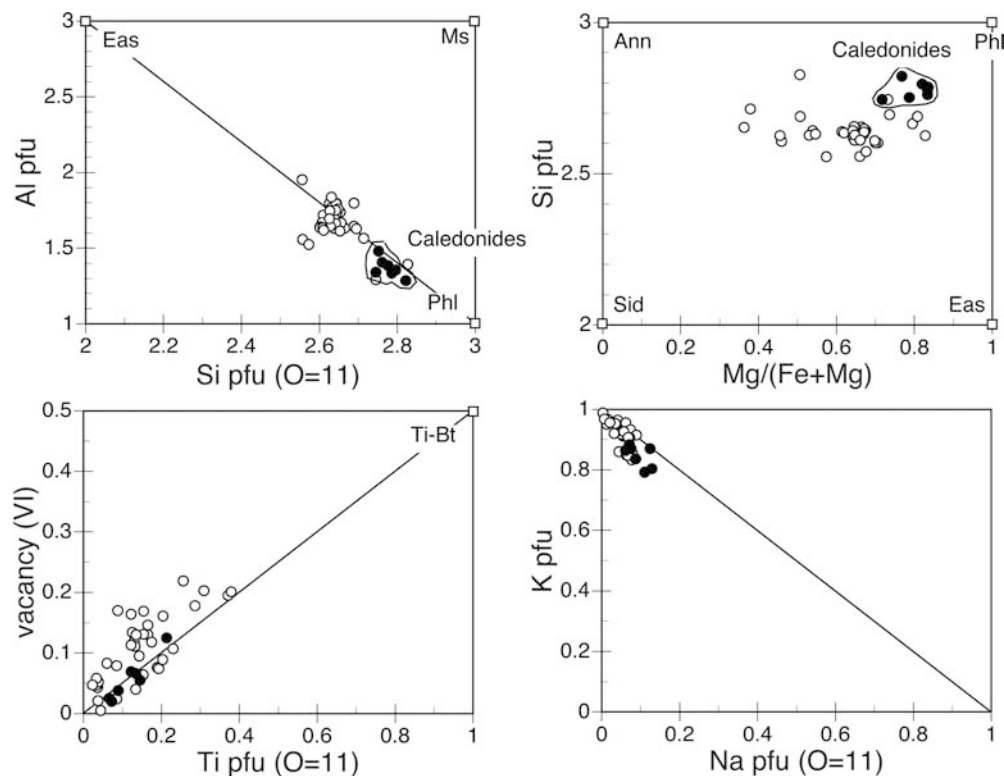 3
Eas
Ms
2.5
2
1.5
1
Al pfu
Caledonides
Phl
2
2.2
2.4
2.6
2.8
3
Si pfu (O=11)
3
Ann
Phl
Caledonides
2.5
Si pfu
Sid
Eas
2
0
0.2
0.4
0.6
0.8
1
Mg/(Fe+Mg)
0.5
Ti-Bt
0.4
0.3
0.2
0.1
0
vacancy (VI)
0
0.2
0.4
0.6
0.8
1
Ti pfu (O=11)
1
0.8
0.6
0.4
0.2
0
K pfu
0
0.2
0.4
0.6
0.8
1
Na pfu (O=11)